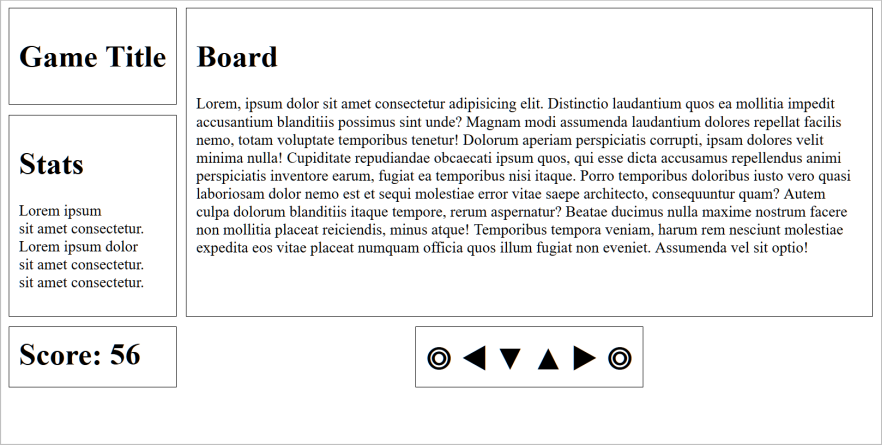 Game Title
Stats
Lorem ipsum
sit amet consectetur.
Lorem ipsum dolor
sit amet consectetur.
sit amet consectetur.
Score: 56
Board
Lorem, ipsum dolor sit amet consectetur adipisicing elit. Distinctio laudantium quos ea mollitia impedit
accusantium blanditiis possimus sint unde? Magnam modi assumenda laudantium dolores repellat facilis
nemo, totam voluptate temporibus tenetur! Dolorum aperiam perspiciatis corrupti, ipsam dolores velit
minima nulla! Cupiditate repudiandae obcaecati ipsum quos, qui esse dicta accusamus repellendus animi
perspiciatis inventore earum, fugiat ea temporibus nisi itaque. Porro temporibus doloribus iusto vero quasi
laboriosam dolor nemo est et sequi molestiae error vitae saepe architecto, consequuntur quam? Autem
culpa dolorum blanditiis itaque tempore, rerum aspernatur? Beatae ducimus nulla maxime nostrum facere
non mollitia placeat reiciendis, minus atque! Temporibus tempora veniam, harum rem nesciunt molestiae
expedita eos vitae placeat numquam officia quos illum fugiat non eveniet. Assumenda vel sit optio!
◎ ◀ ▼ ▲ ▶ ◎